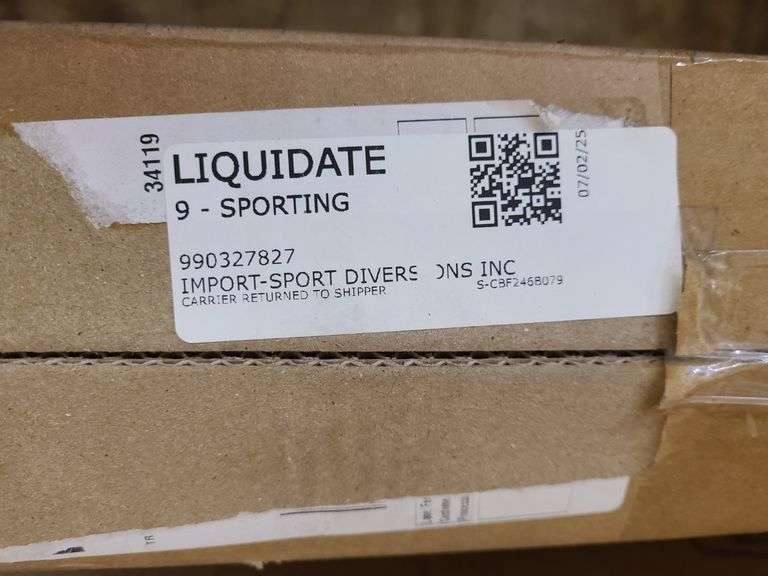 34119
LIQUIDATE
9 - SPORTING
07/02/25
990327827
IMPORT-SPORT DIVERS ONS INC
CARRIER RETURNED TO SHIPPER
S-CBF246B079